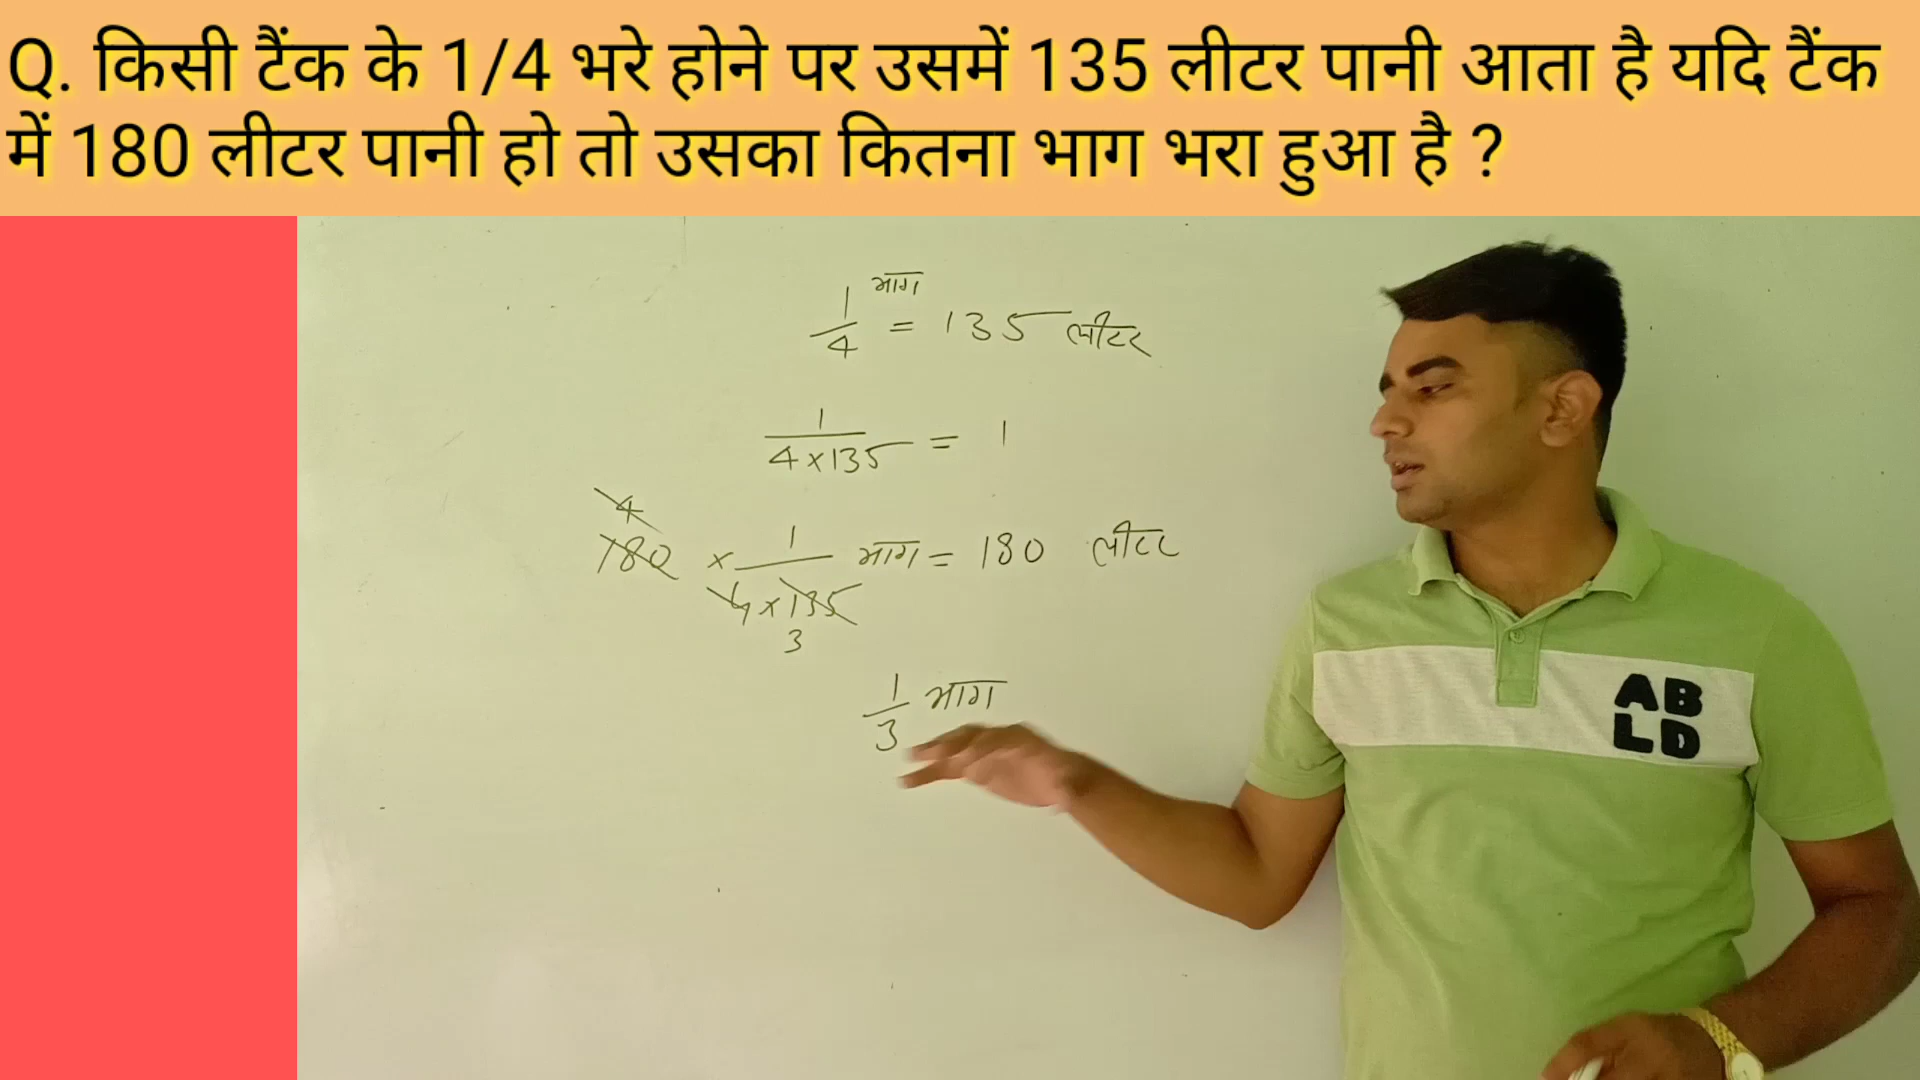 Q. किसी टैंक के 1/4 भरे होने पर उसमें 135 लीटर पानी आता है यदि टैंक
में 180 लीटर पानी हो तो उसका कितना भाग भरा हुआ है ?
1/4 भाग = 135 लीटर
1/(4×135) = 1
4
180 × 1/(4×135) भाग = 180 लीटर
3
1/3 भाग
AB
LD